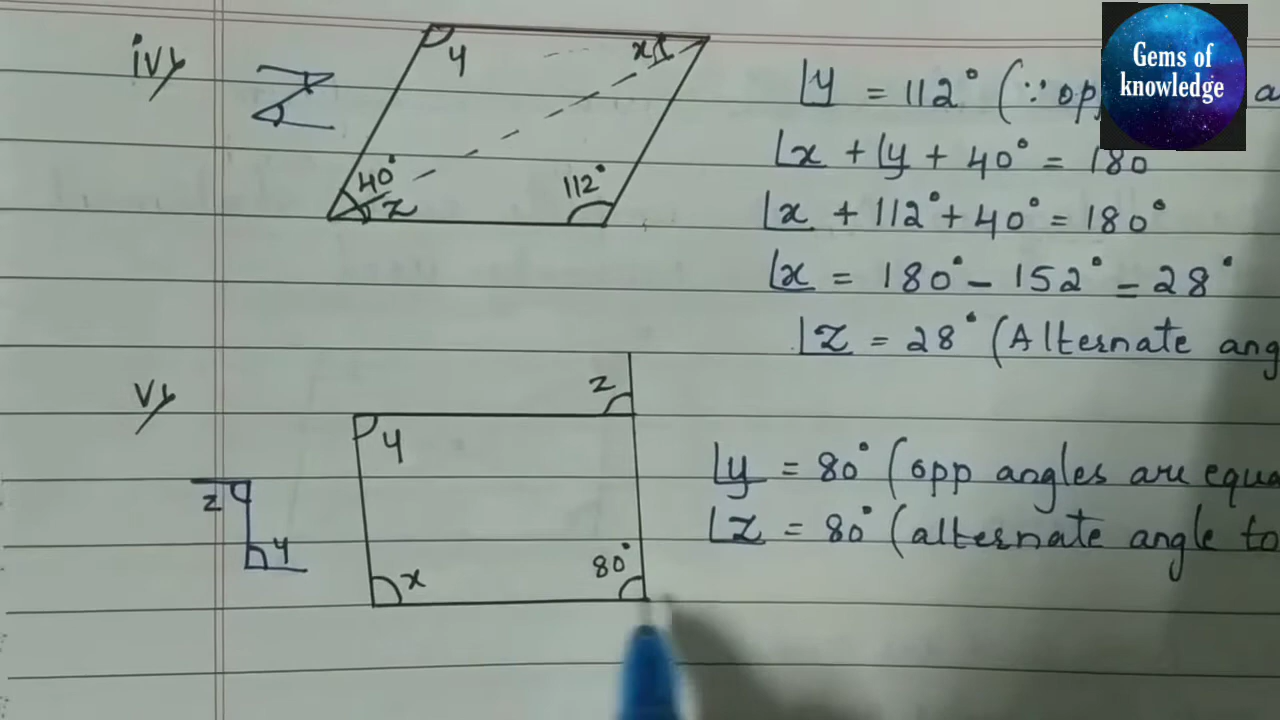 iv)
y
x
40°
z
112°
∠y = 112° (∵ opp
∠x + ∠y + 40° = 180
∠x + 112° + 40° = 180°
∠x = 180° - 152° = 28°
∠z = 28° (Alternate ang
v)
z
y
x
80°
z
y
∠y = 80° (opp angles are equa
∠z = 80° (alternate angle to
Gems of
knowledge